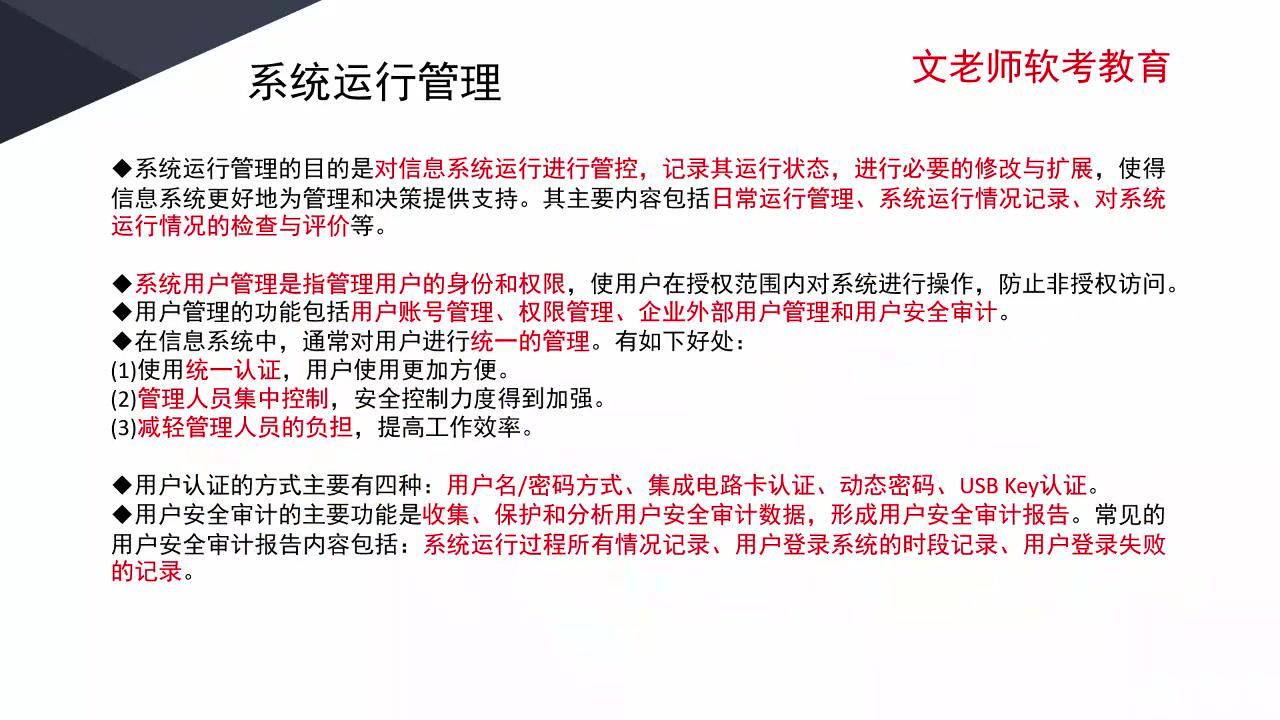 系统运行管理
文老师软考教育
◆系统运行管理的目的是对信息系统运行进行管控，记录其运行状态，进行必要的修改与扩展，使得
信息系统更好地为管理和决策提供支持。其主要内容包括日常运行管理、系统运行情况记录、对系统
运行情况的检查与评价等。
◆系统用户管理是指管理用户的身份和权限，使用户在授权范围内对系统进行操作，防止非授权访问。
◆用户管理的功能包括用户账号管理、权限管理、企业外部用户管理和用户安全审计。
◆在信息系统中，通常对用户进行统一的管理。有如下好处：
(1)使用统一认证，用户使用更加方便。
(2)管理人员集中控制，安全控制力度得到加强。
(3)减轻管理人员的负担，提高工作效率。
◆用户认证的方式主要有四种：用户名/密码方式、集成电路卡认证、动态密码、USB Key认证。
◆用户安全审计的主要功能是收集、保护和分析用户安全审计数据，形成用户安全审计报告。常见的
用户安全审计报告内容包括：系统运行过程所有情况记录、用户登录系统的时段记录、用户登录失败
的记录。